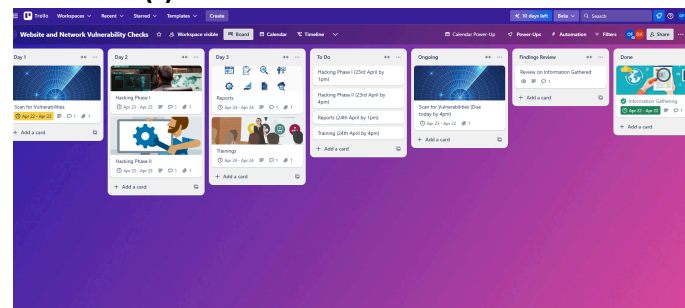 Trello
Workspaces
Recent
Starred
Templates
Create
10 days left
Beta
Search
Website and Network Vulnerability Checks
Workspace visible
Board
Calendar
Timeline
Calendar Power-Up
Power-Ups
Automation
Filters
Share
Day 1
Scan for Vulnerabilities
Apr 22 - Apr 22
1
1
+ Add a card
Day 2
Hacking Phase I
Apr 23 - Apr 23
1
1
Hacking Phase II
Apr 23 - Apr 23
1
1
+ Add a card
Day 3
Reports
Apr 24 - Apr 24
1
1
Trainings
Apr 24 - Apr 24
1
1
+ Add a card
To Do
Hacking Phase I (23rd April by
1pm)
Hacking Phase II (23rd April by
4pm)
Reports (24th April by 1pm)
Training (24th April by 4pm)
+ Add a card
Ongoing
Scan for Vulnerabilities (Due
today by 4pm)
Apr 23 - Apr 23
1
1
+ Add a card
Findings Review
Review on Information Gathered
1
+ Add a card
Done
Information Gathering
Apr 22 - Apr 22
1
+ Add a card